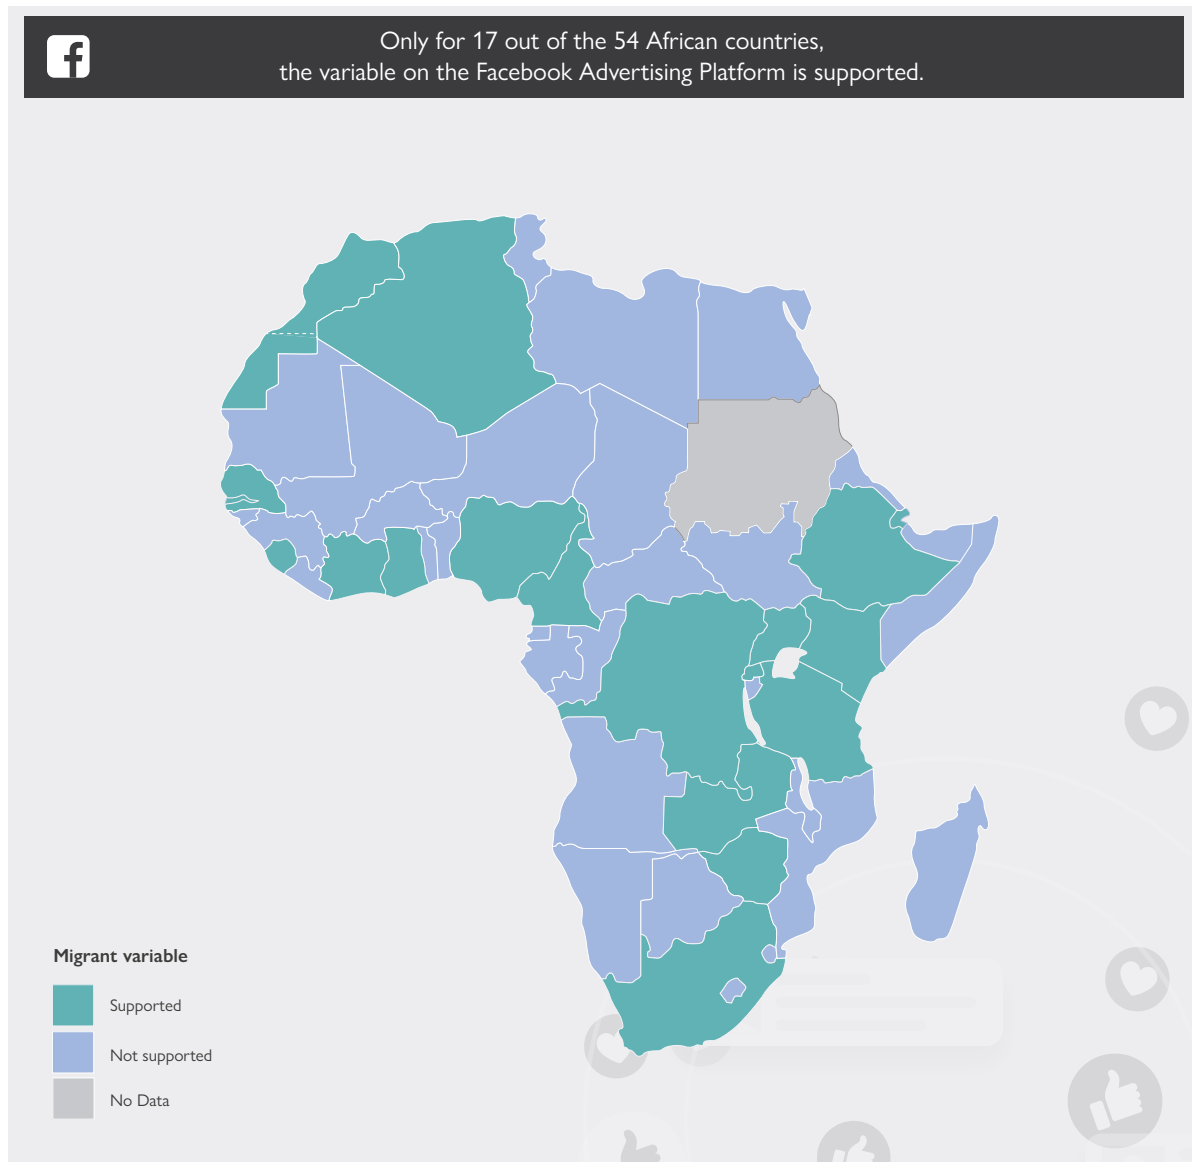 Only for 17 out of the 54 African countries,
the variable on the Facebook Advertising Platform is supported.
Migrant variable
Supported
Not supported
No Data